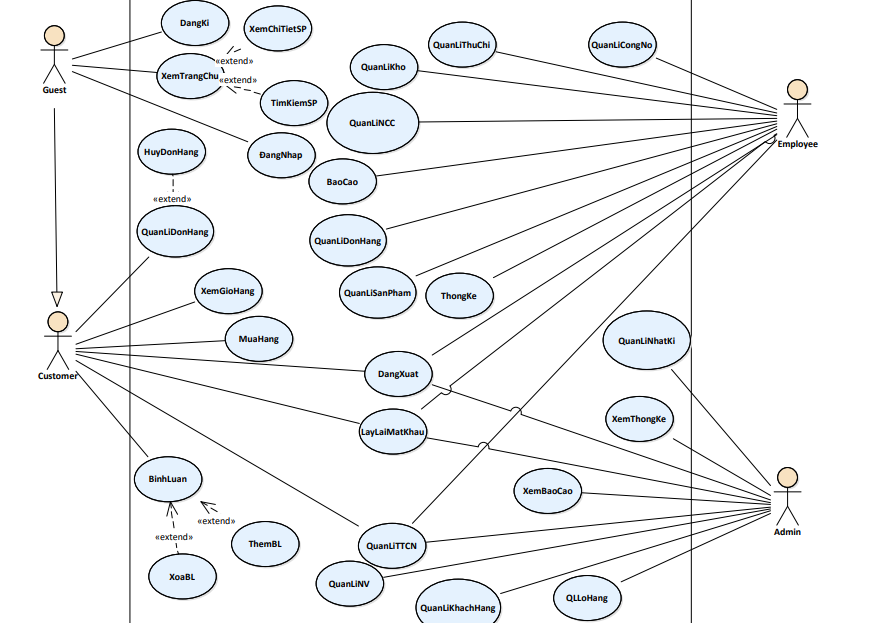 DangKi
XemChiTietSP
QuanLiThuChi
QuanLiCongNo
«extend»
QuanLiKho
XemTrangChu
«extend»
Guest
TimKiemSP
QuanLiNCC
Employee
HuyDonHang
ĐangNhap
BaoCao
«extend»
QuanLiDonHang
QuanLiDonHang
XemGioHang
QuanLiSanPham
ThongKe
MuaHang
QuanLiNhatKi
Customer
DangXuat
XemThongKe
LayLaiMatKhau
BinhLuan
XemBaoCao
«extend»
Admin
«extend»
ThemBL
QuanLiTTCN
XoaBL
QuanLiNV
QLLoHang
QuanLiKhachHang